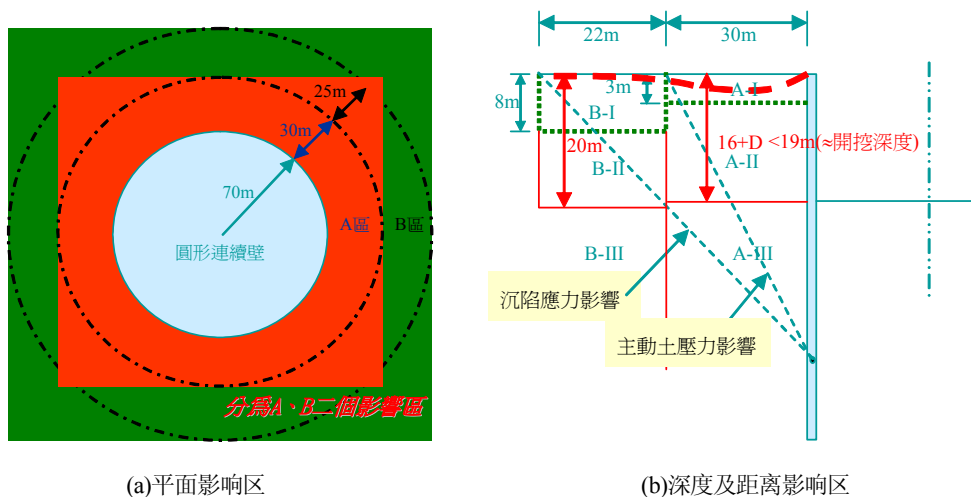 25m
30m
70m
A區
B區
圓形連續壁
分爲A、B二個影響區
(a)平面影响区
22m
30m
8m
3m
A-I
B-I
20m
16+D <19m(≈開挖深度)
B-II
A-II
B-III
A-III
沉陷應力影響
主動土壓力影響
(b)深度及距离影响区